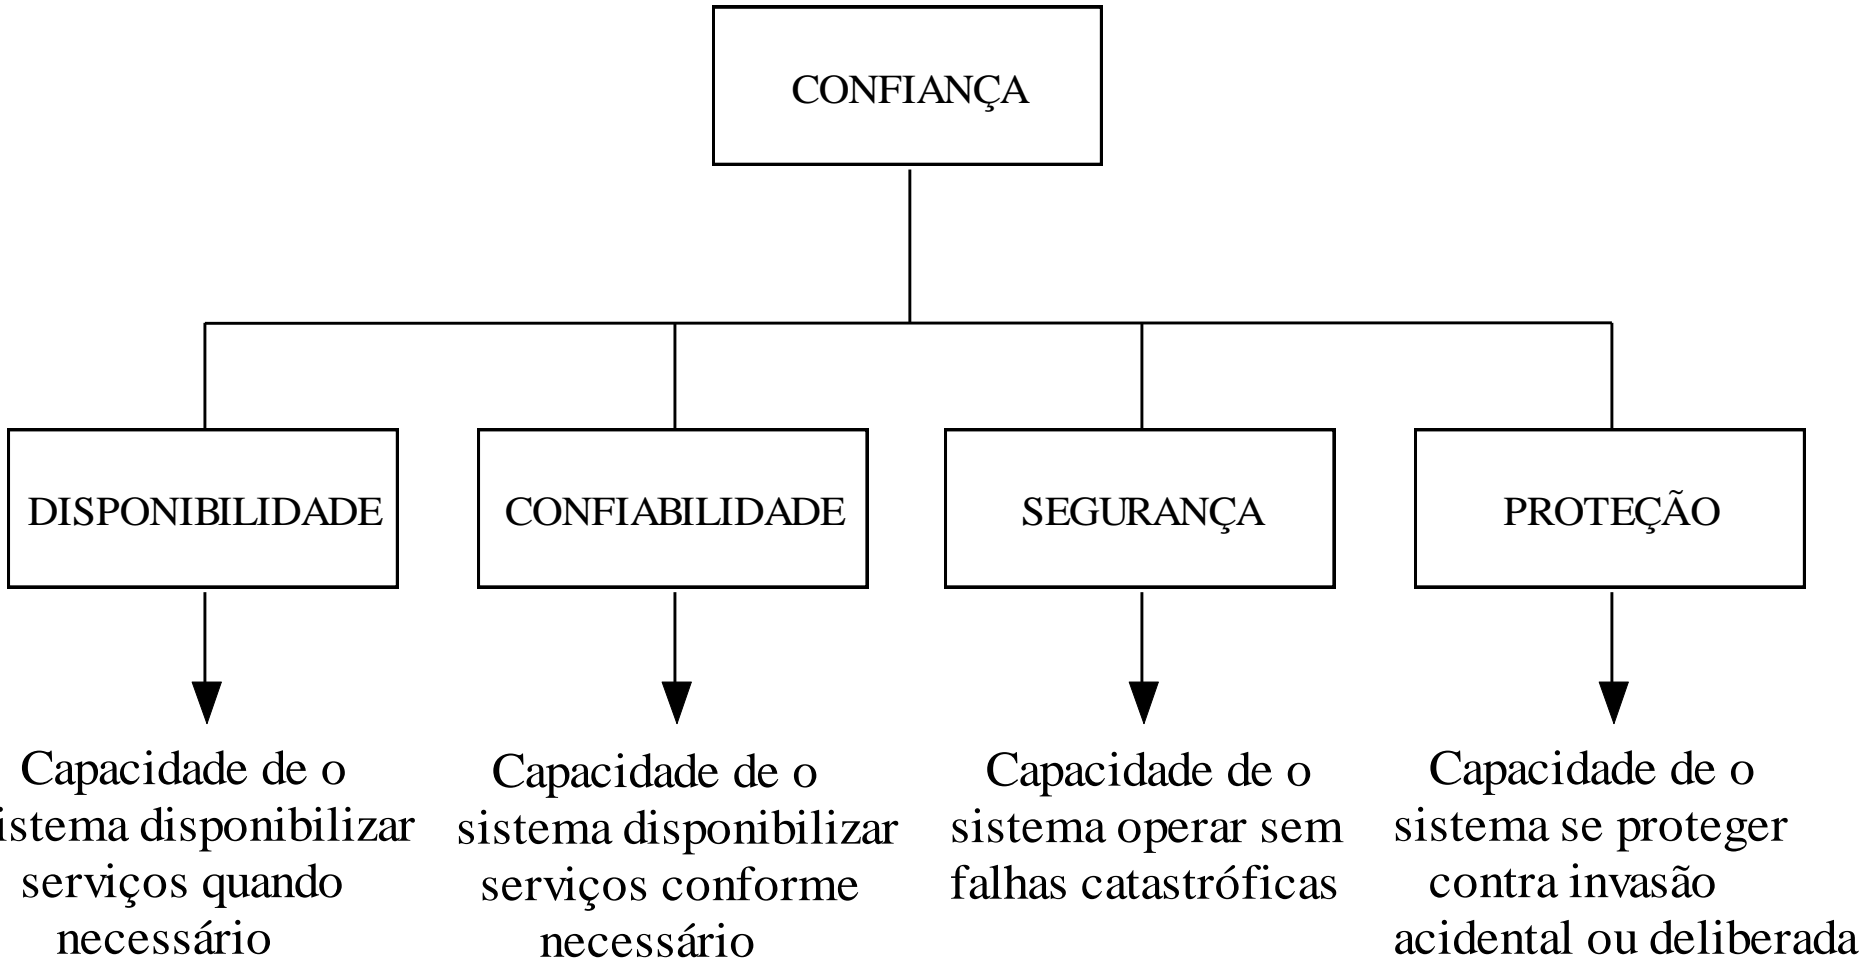 CONFIANÇA
DISPONIBILIDADE
CONFIABILIDADE
SEGURANÇA
PROTEÇÃO
Capacidade de o
istema disponibilizar
serviços quando
necessário
Capacidade de o
sistema disponibilizar
serviços conforme
necessário
Capacidade de o
sistema operar sem
falhas catastróficas
Capacidade de o
sistema se proteger
contra invasão
acidental ou deliberada